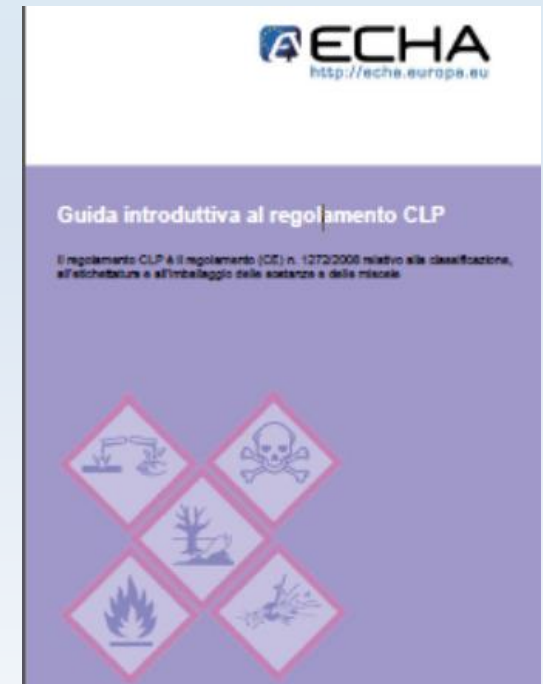 ECHA
http://echa.europa.eu
Guida introduttiva al regolamento CLP
Il regolamento CLP è il regolamento (CE) n. 1272/2008 relativo alla classificazione,
all'etichettatura e all'imballaggio delle sostanze e delle miscele